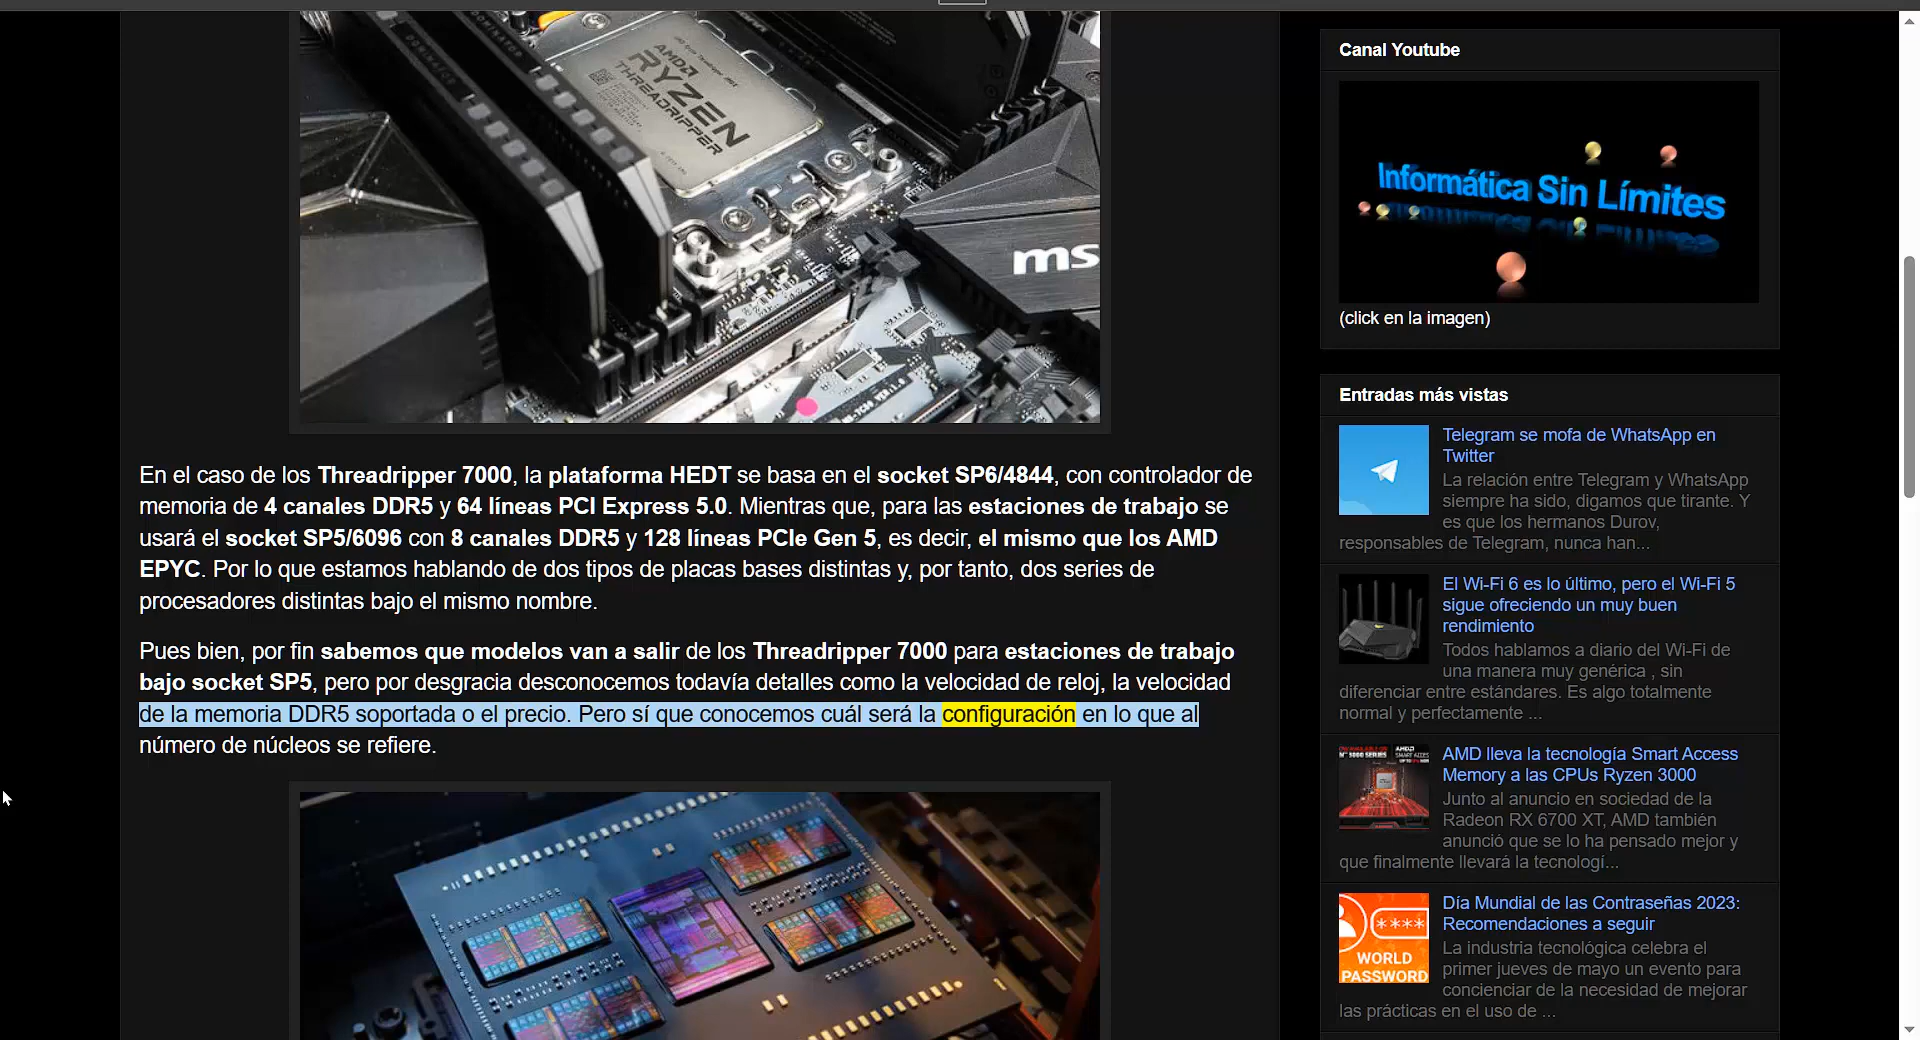 AMD
RYZEN
THREADRIPPER
DOMINATOR
DOMINATOR
ms
En el caso de los Threadripper 7000, la plataforma HEDT se basa en el socket SP6/4844, con controlador de
memoria de 4 canales DDR5 y 64 líneas PCI Express 5.0. Mientras que, para las estaciones de trabajo se
usará el socket SP5/6096 con 8 canales DDR5 y 128 líneas PCIe Gen 5, es decir, el mismo que los AMD
EPYC. Por lo que estamos hablando de dos tipos de placas bases distintas y, por tanto, dos series de
procesadores distintas bajo el mismo nombre.
Pues bien, por fin sabemos que modelos van a salir de los Threadripper 7000 para estaciones de trabajo
bajo socket SP5, pero por desgracia desconocemos todavía detalles como la velocidad de reloj, la velocidad
de la memoria DDR5 soportada o el precio. Pero sí que conocemos cuál será la configuración en lo que al
número de núcleos se refiere.
Canal Youtube
Informática Sin Límites
(click en la imagen)
Entradas más vistas
Telegram se mofa de WhatsApp en
Twitter
La relación entre Telegram y WhatsApp
siempre ha sido, digamos que tirante. Y
es que los hermanos Durov,
responsables de Telegram, nunca han...
El Wi-Fi 6 es lo último, pero el Wi-Fi 5
sigue ofreciendo un muy buen
rendimiento
Todos hablamos a diario del Wi-Fi de
una manera muy genérica , sin
diferenciar entre estándares. Es algo totalmente
normal y perfectamente ...
AMD lleva la tecnología Smart Access
Memory a las CPUs Ryzen 3000
Junto al anuncio en sociedad de la
Radeon RX 6700 XT, AMD también
anunció que se lo ha pensado mejor y
que finalmente llevará la tecnologí...
Día Mundial de las Contraseñas 2023:
Recomendaciones a seguir
****
WORLD
PASSWORD
La industria tecnológica celebra el
primer jueves de mayo un evento para
concienciar de la necesidad de mejorar
las prácticas en el uso de ...